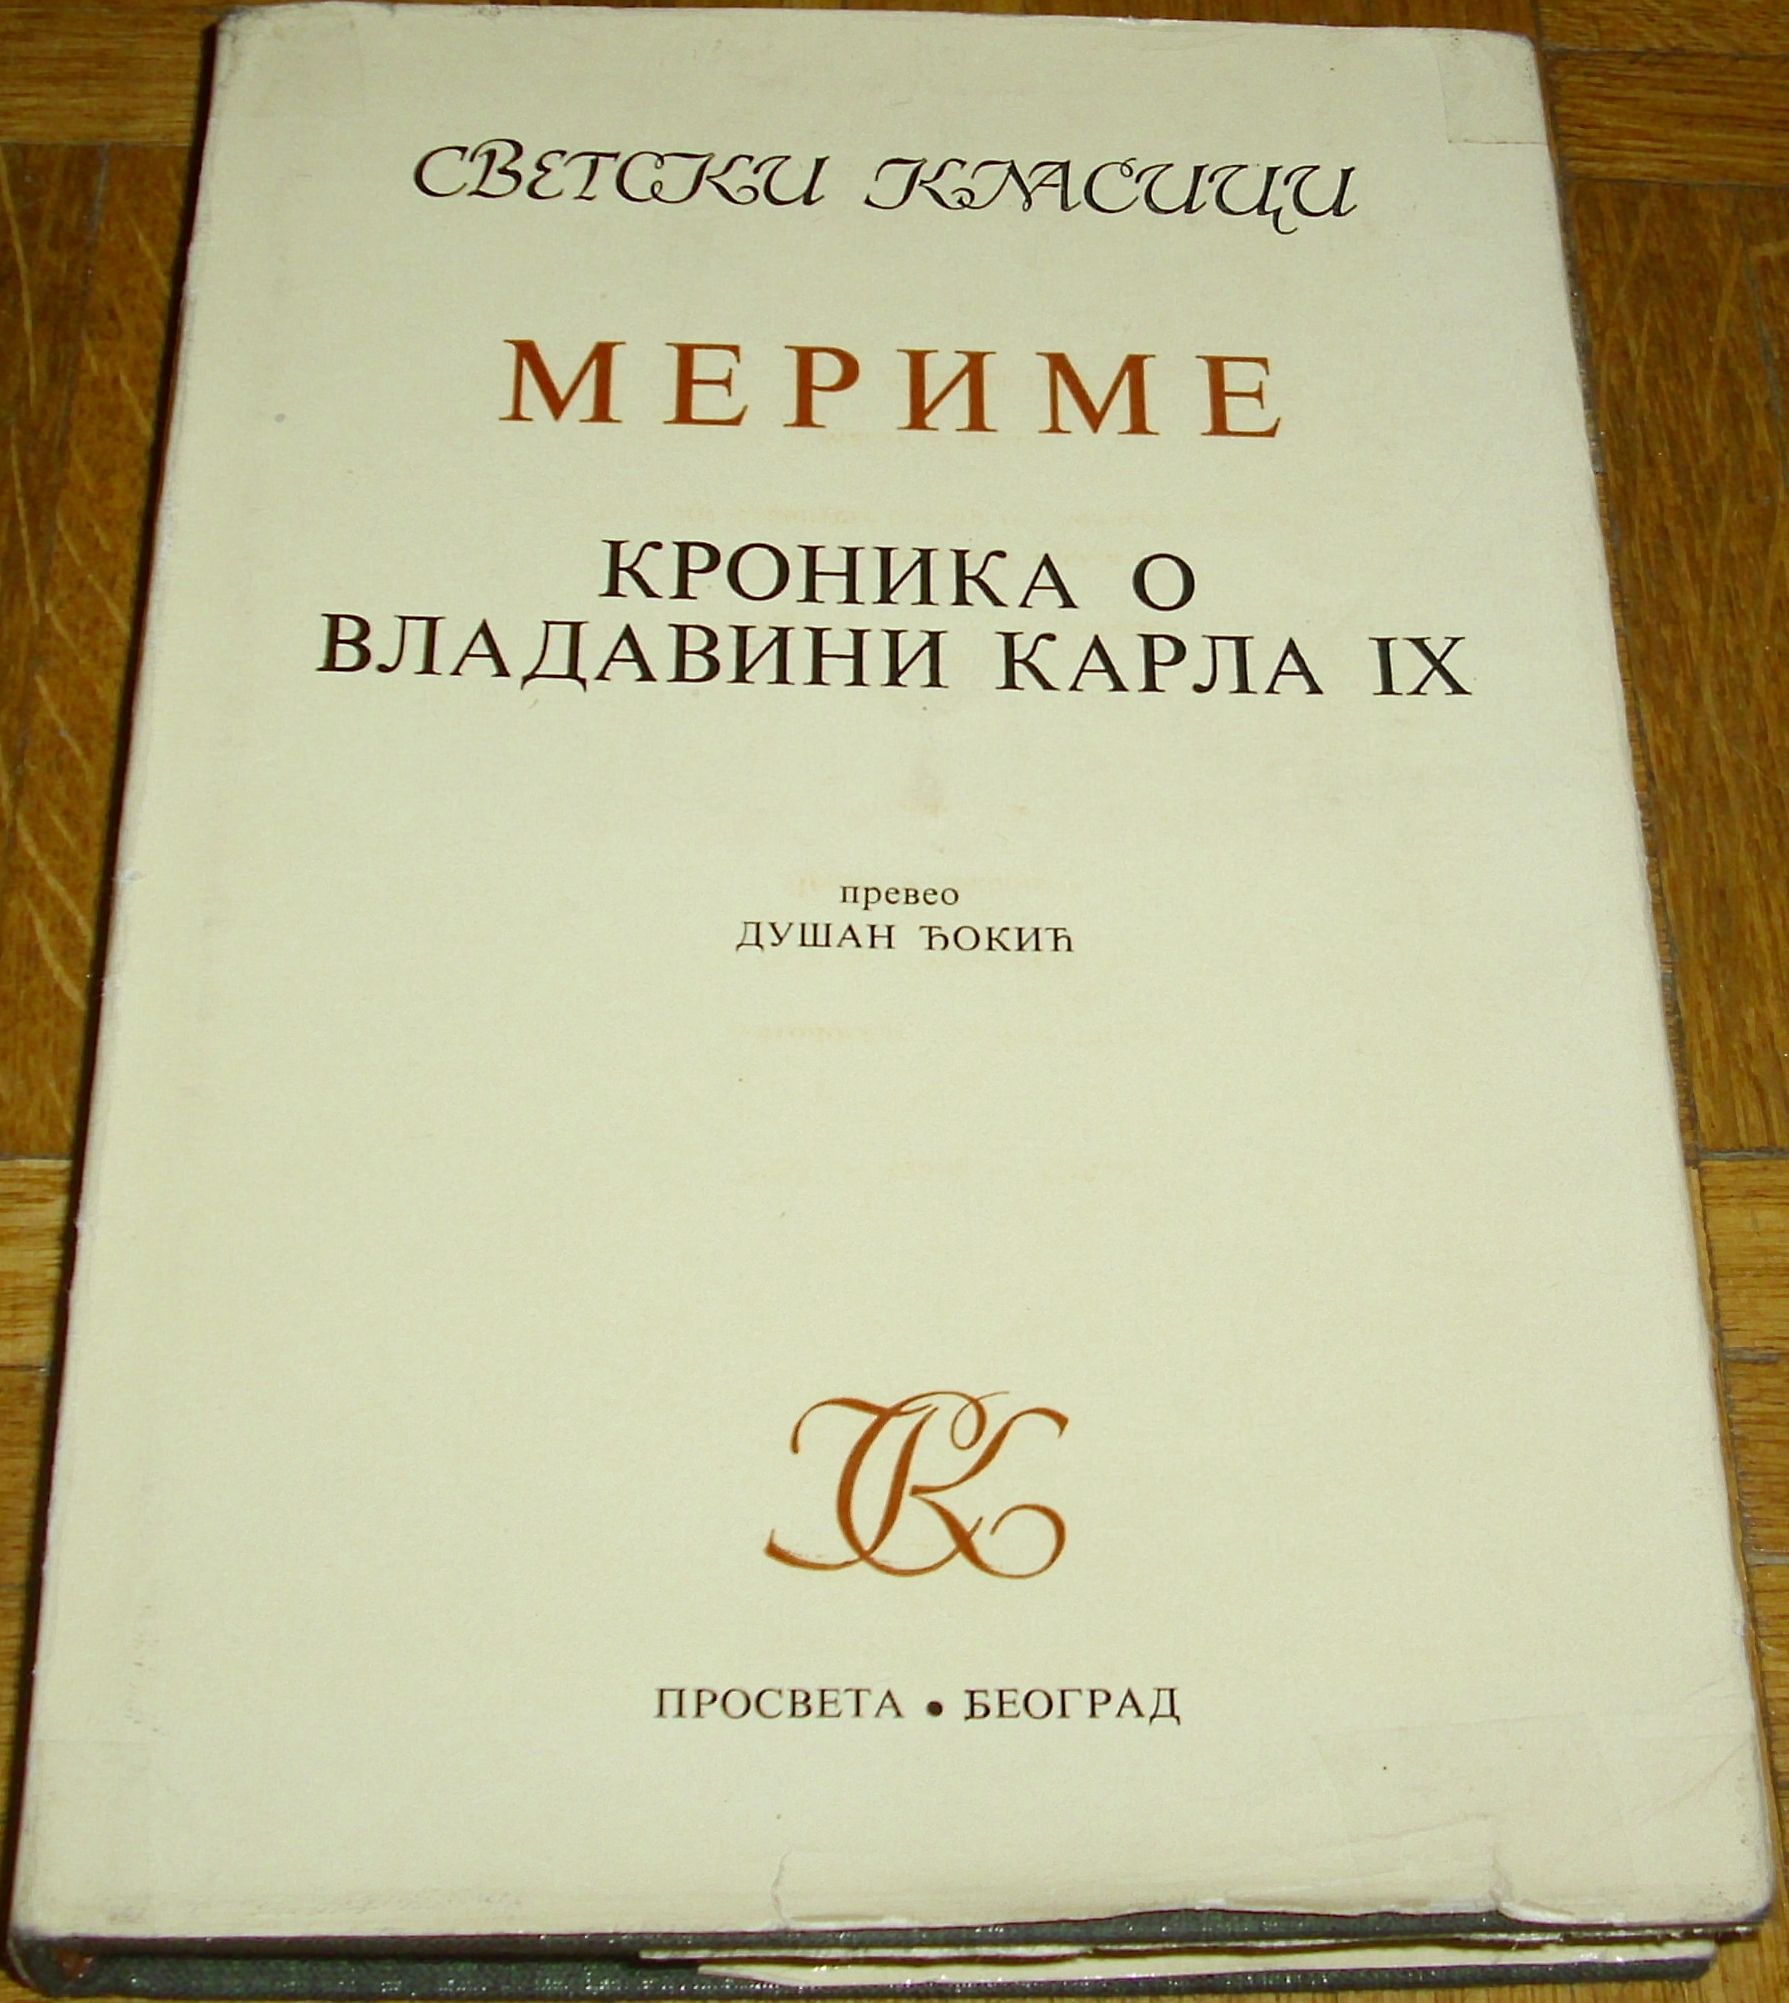 СВЕТСКИ КЛАСИЦИ
МЕРИМЕ
КРОНИКА О
ВЛАДАВИНИ КАРЛА IX
превео
ДУШАН ЂОКИЋ
СК
ПРОСВЕТА • БЕОГРАД